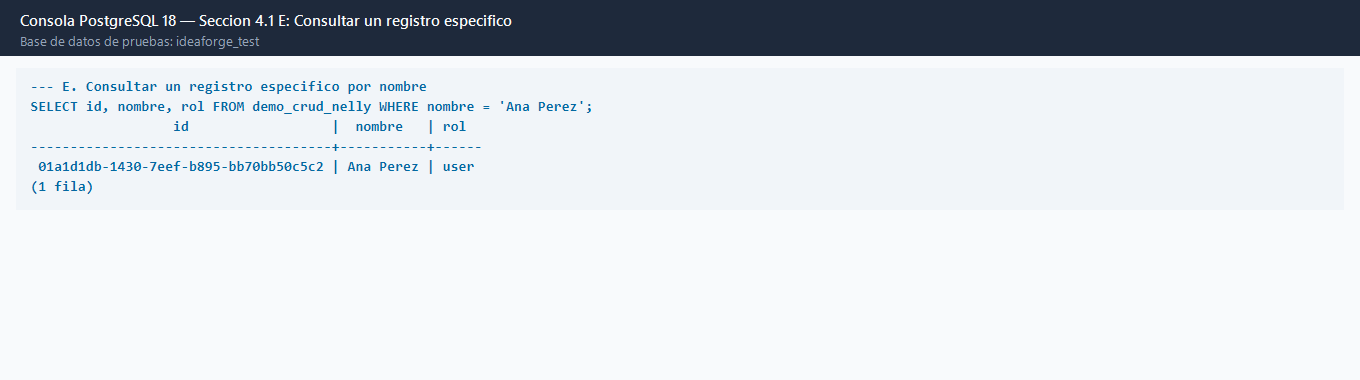 Consola PostgreSQL 18 — Seccion 4.1 E: Consultar un registro especifico
Base de datos de pruebas: ideaforge_test
--- E. Consultar un registro especifico por nombre
SELECT id, nombre, rol FROM demo_crud_nelly WHERE nombre = 'Ana Perez';
                  id                  |  nombre   | rol
--------------------------------------+-----------+------
 01a1d1db-1430-7eef-b895-bb70bb50c5c2 | Ana Perez | user
(1 fila)